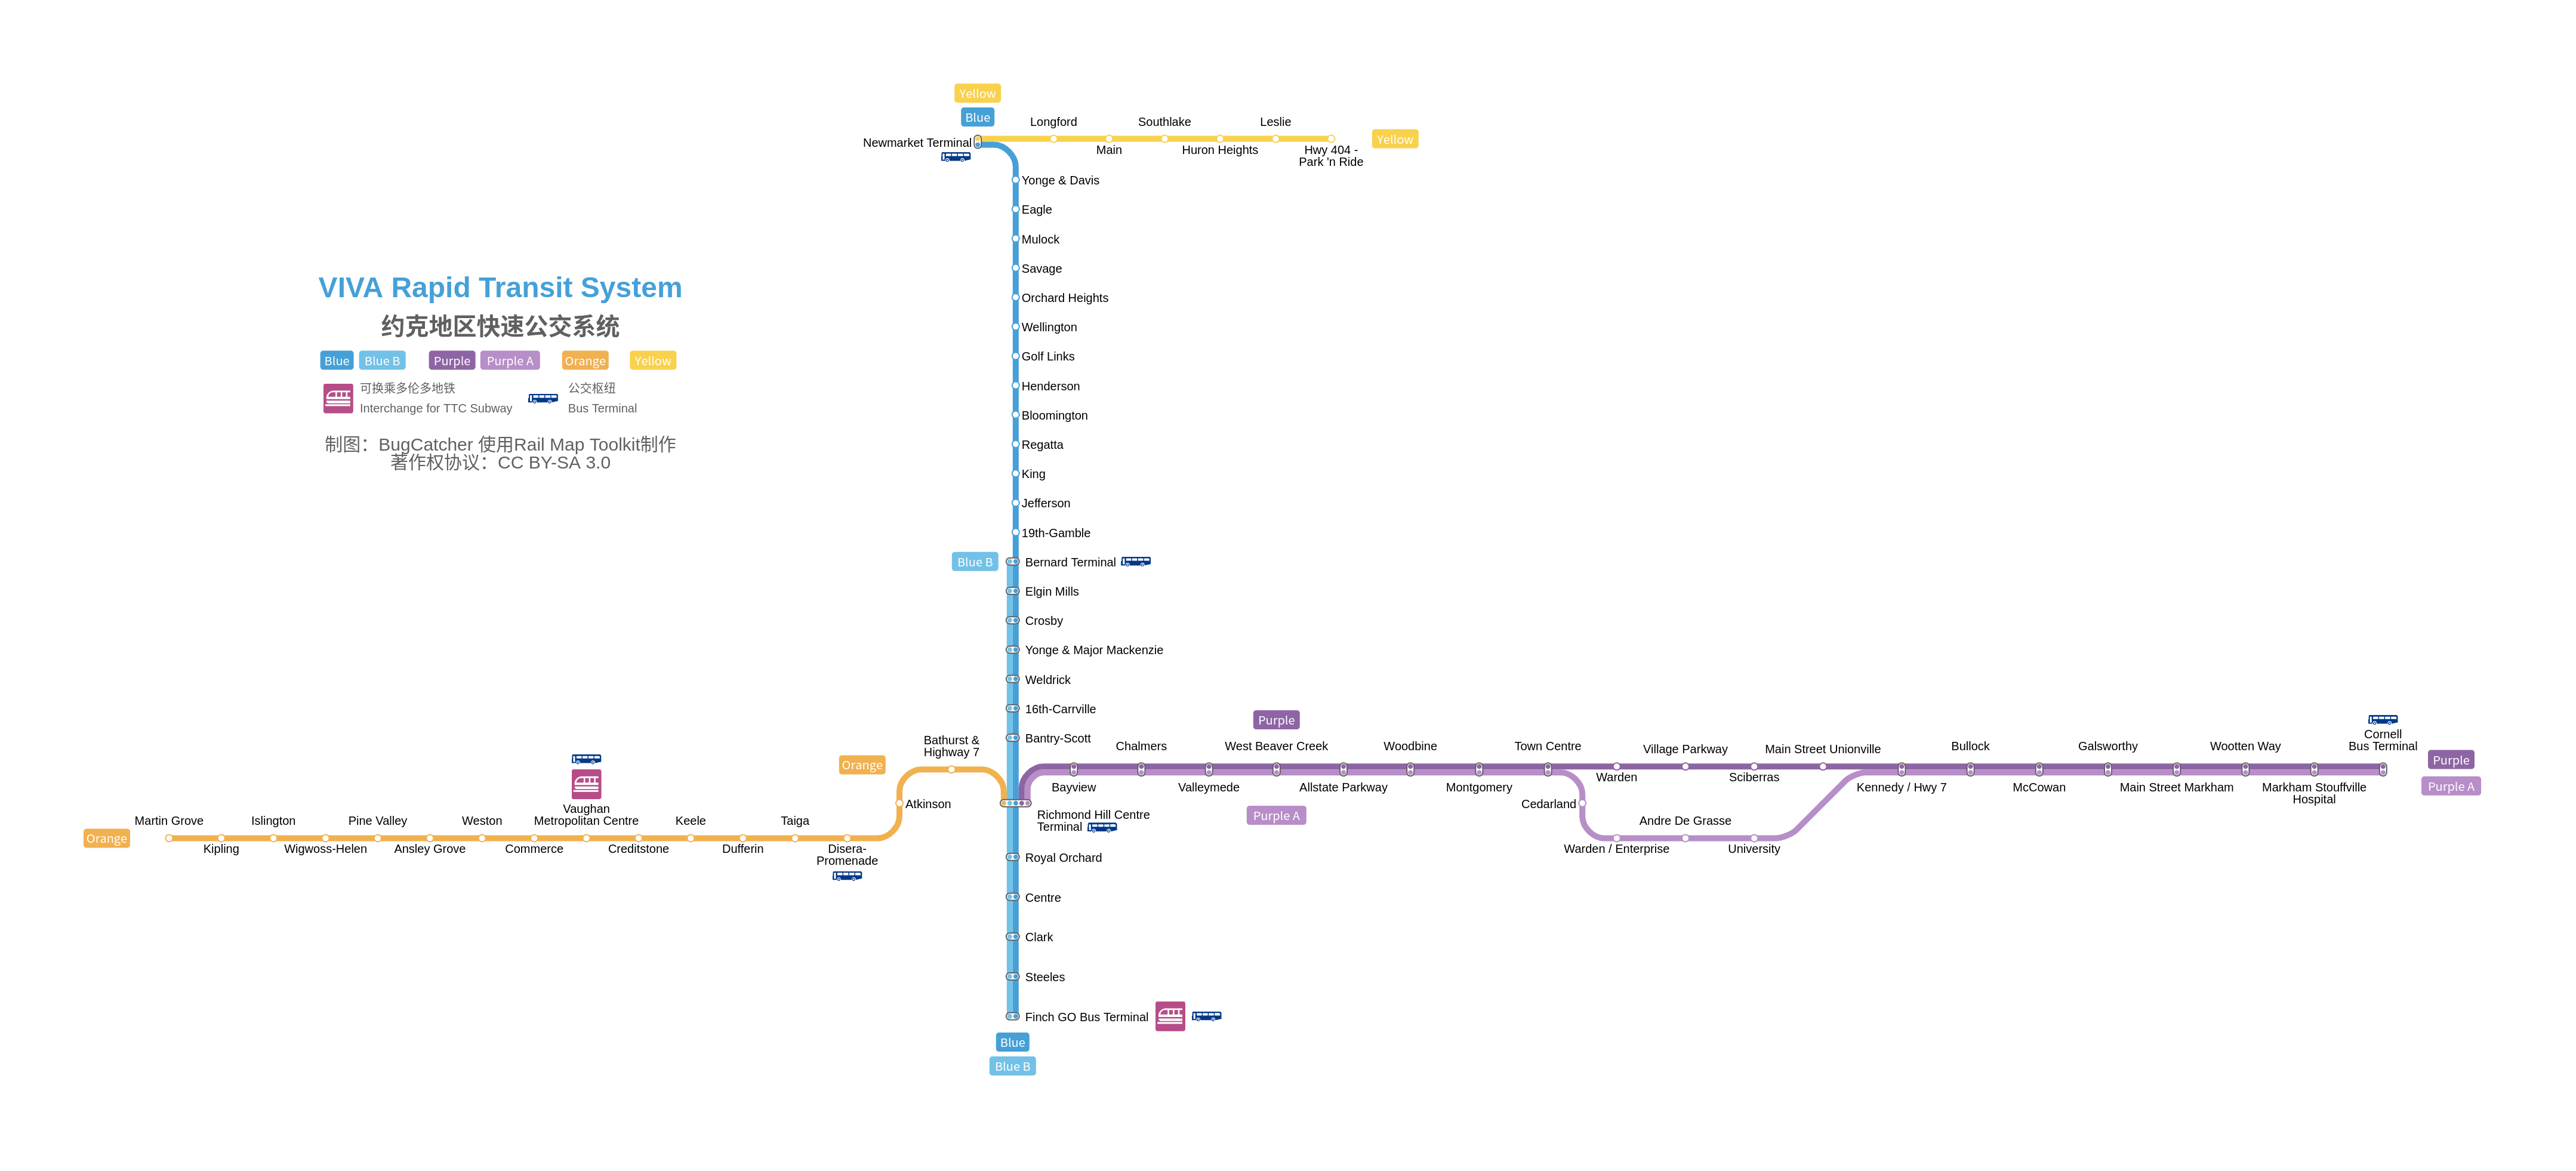 Yellow
Blue
Longford
Southlake
Leslie
Newmarket Terminal
Main
Huron Heights
Hwy 404 -
Park 'n Ride
Yellow
Yonge & Davis
Eagle
Mulock
Savage
Orchard Heights
Wellington
Golf Links
Henderson
Bloomington
Regatta
King
Jefferson
19th-Gamble
VIVA Rapid Transit System
约克地区快速公交系统
Blue Blue B Purple Purple A Orange Yellow
可换乘多伦多地铁
Interchange for TTC Subway
公交枢纽
Bus Terminal
制图：BugCatcher 使用Rail Map Toolkit制作
著作权协议：CC BY-SA 3.0
Blue B
Bernard Terminal
Elgin Mills
Crosby
Yonge & Major Mackenzie
Weldrick
16th-Carrville
Bantry-Scott
Orange
Bathurst &
Highway 7
Atkinson
Orange
Martin Grove
Kipling
Islington
Wigwoss-Helen
Pine Valley
Ansley Grove
Weston
Commerce
Vaughan
Metropolitan Centre
Creditstone
Keele
Dufferin
Taiga
Disera-
Promenade
Richmond Hill Centre
Terminal
Purple
Bayview
Chalmers
Valleymede
West Beaver Creek
Allstate Parkway
Woodbine
Montgomery
Town Centre
Purple A
Warden
Village Parkway
Sciberras
Main Street Unionville
Cedarland
Warden / Enterprise
Andre De Grasse
University
Kennedy / Hwy 7
Bullock
McCowan
Galsworthy
Main Street Markham
Wootten Way
Markham Stouffville
Hospital
Cornell
Bus Terminal
Purple
Purple A
Royal Orchard
Centre
Clark
Steeles
Finch GO Bus Terminal
Blue
Blue B